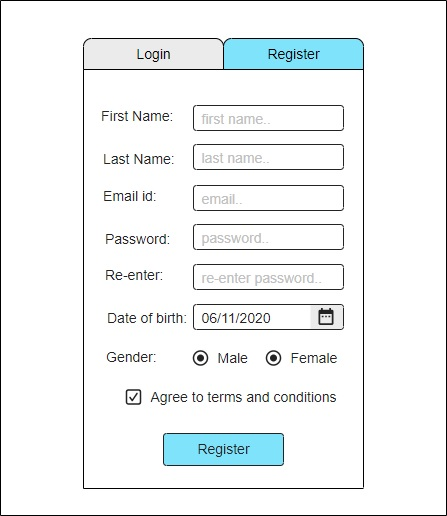 Login Register
First Name: first name..
Last Name: last name..
Email id: email..
Password: password..
Re-enter: re-enter password..
Date of birth: 06/11/2020
Gender: Male Female
Agree to terms and conditions
Register